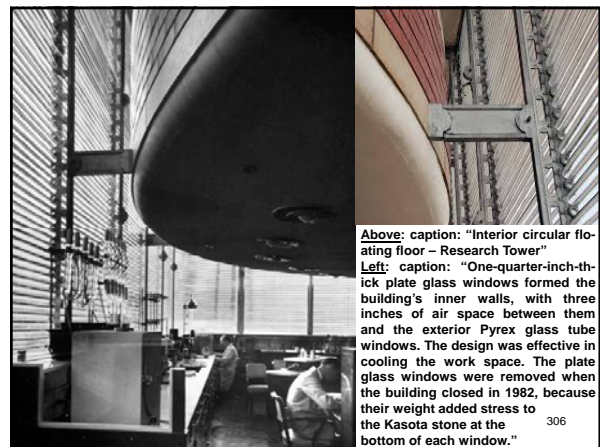 Above: caption: “Interior circular flo-
ating floor – Research Tower”
Left: caption: “One-quarter-inch-th-
ick plate glass windows formed the
building’s inner walls, with three
inches of air space between them
and the exterior Pyrex glass tube
windows. The design was effective in
cooling the work space. The plate
glass windows were removed when
the building closed in 1982, because
their weight added stress to
the Kasota stone at the
bottom of each window.”
306